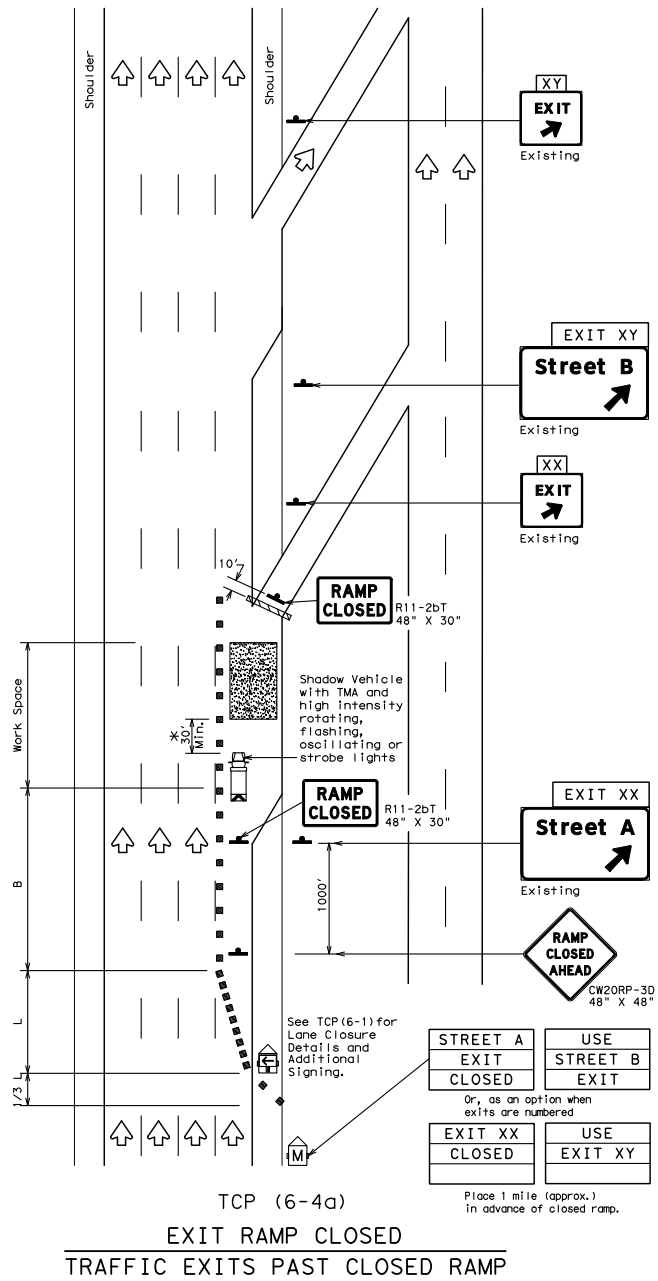 Shoulder
Shoulder
XY
EXIT
Existing
EXIT XY
Street B
Existing
XX
EXIT
Existing
10'
RAMP
CLOSED
R11-2bT
48" X 30"
Work Space
*
30'
Min.
Shadow Vehicle
with TMA and
high intensity
rotating,
flashing,
oscillating or
strobe lights
RAMP
CLOSED
R11-2bT
48" X 30"
EXIT XX
Street A
Existing
B
1000'
RAMP
CLOSED
AHEAD
CW20RP-3D
48" X 48"
L
1/3 L
See TCP(6-1)for
Lane Closure
Details and
Additional
Signing.
M
STREET A
EXIT
CLOSED
USE
STREET B
EXIT
Or, as an option when
exits are numbered
EXIT XX
CLOSED
USE
EXIT XY
Place 1 mile (approx.)
in advance of closed ramp.
TCP (6-4a)
EXIT RAMP CLOSED
TRAFFIC EXITS PAST CLOSED RAMP